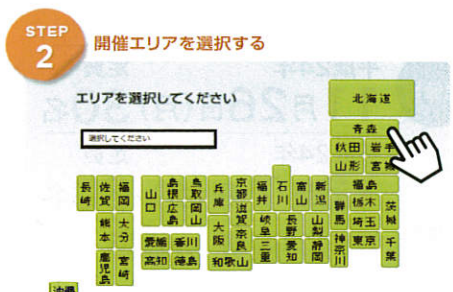 STEP
2
開催エリアを選択する
エリアを選択してください
選択してください
北海道
青森
秋田 岩手
山形 宮城
福島
長崎 佐賀 福岡 山口 島根 鳥取 兵庫 京都 滋賀 福井 石川 富山 新潟 群馬 栃木 茨城
広島 岡山 大阪 奈良 岐阜 長野 山梨 埼玉
熊本 大分 愛媛 香川 三重 愛知 静岡 神奈川 東京 千葉
鹿児島 宮崎 高知 徳島 和歌山
沖縄